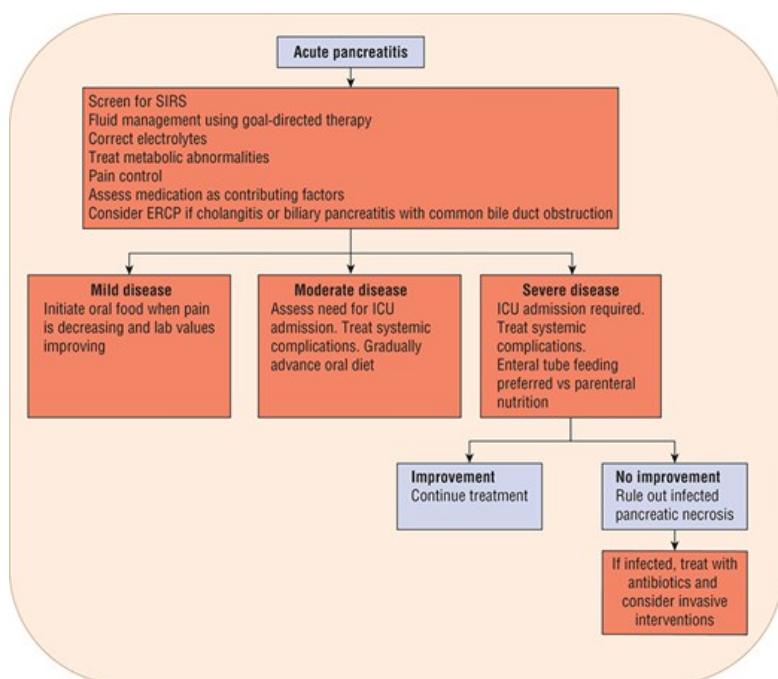 Acute pancreatitis
Screen for SIRS
Fluid management using goal-directed therapy
Correct electrolytes
Treat metabolic abnormalities
Pain control
Assess medication as contributing factors
Consider ERCP if cholangitis or biliary pancreatitis with common bile duct obstruction
Mild disease
Initiate oral food when pain
is decreasing and lab values
improving
Moderate disease
Assess need for ICU
admission. Treat systemic
complications. Gradually
advance oral diet
Severe disease
ICU admission required.
Treat systemic
complications.
Enteral tube feeding
preferred vs parenteral
nutrition
Improvement
Continue treatment
No improvement
Rule out infected
pancreatic necrosis
If infected, treat with
antibiotics and
consider invasive
interventions